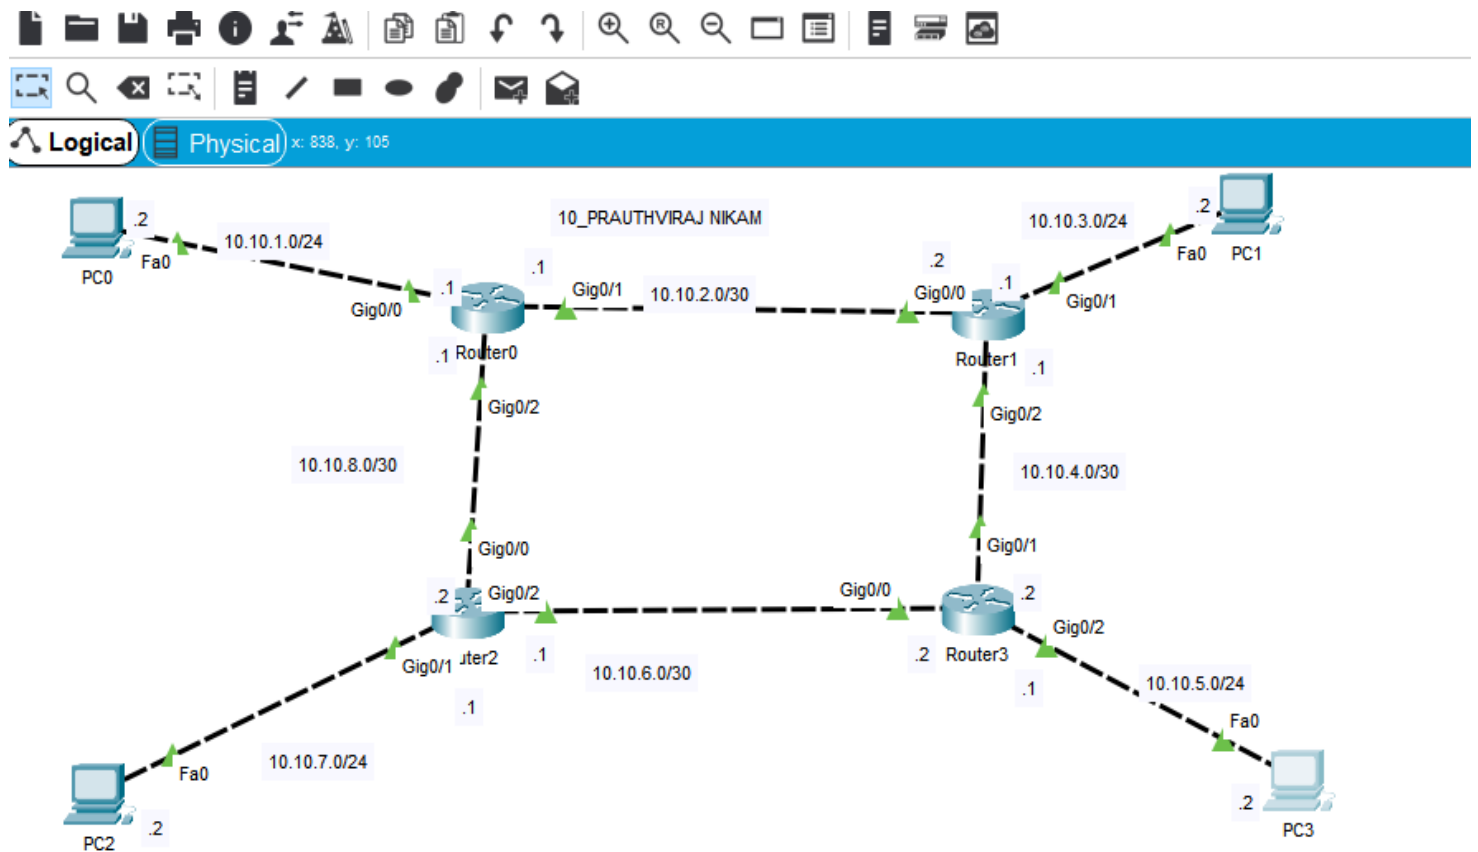 Logical
Physical x: 838, y: 105
.2
10.10.1.0/24
Fa0
PC0
10_PRAUTHVIRAJ NIKAM
10.10.3.0/24
.2
Fa0
PC1
.1
Gig0/0
.1
Gig0/1
10.10.2.0/30
.2
Gig0/0
.1
Gig0/1
.1
Router0
Gig0/2
Router1
.1
Gig0/2
10.10.8.0/30
10.10.4.0/30
Gig0/0
Gig0/1
.2
Gig0/2
Gig0/0
.2
Gig0/1
uter2
.1
10.10.6.0/30
.2
Router3
Gig0/2
.1
10.10.5.0/24
.1
Fa0
10.10.7.0/24
Fa0
.2
PC2
.2
PC3